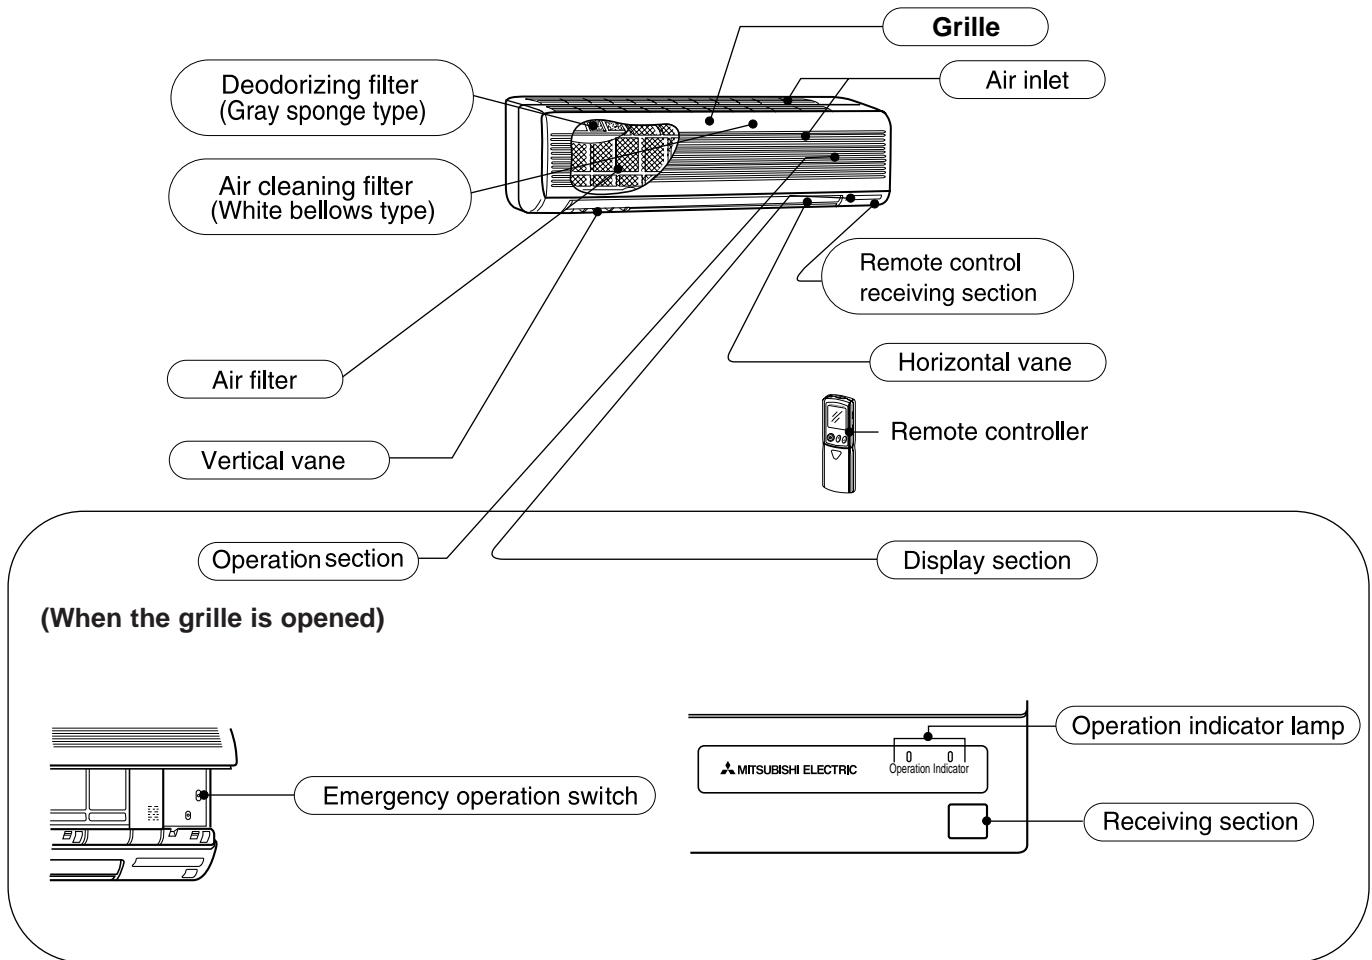 Grille
Deodorizing filter
(Gray sponge type)
Air inlet
Air cleaning filter
(White bellows type)
Remote control
receiving section
Air filter
Horizontal vane
Remote controller
Vertical vane
Operation section
Display section
(When the grille is opened)
Operation indicator lamp
MITSUBISHI ELECTRIC
Operation Indicator
Emergency operation switch
Receiving section